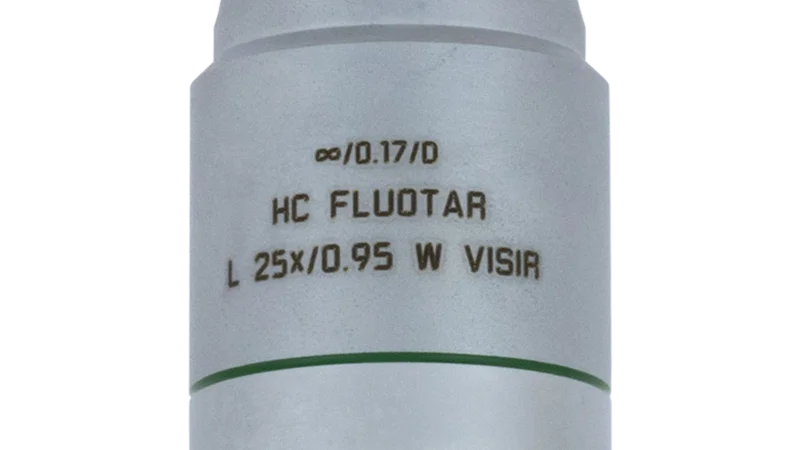 ∞/0.17/D
HC FLUOTAR
L 25x/0.95 W VISIR